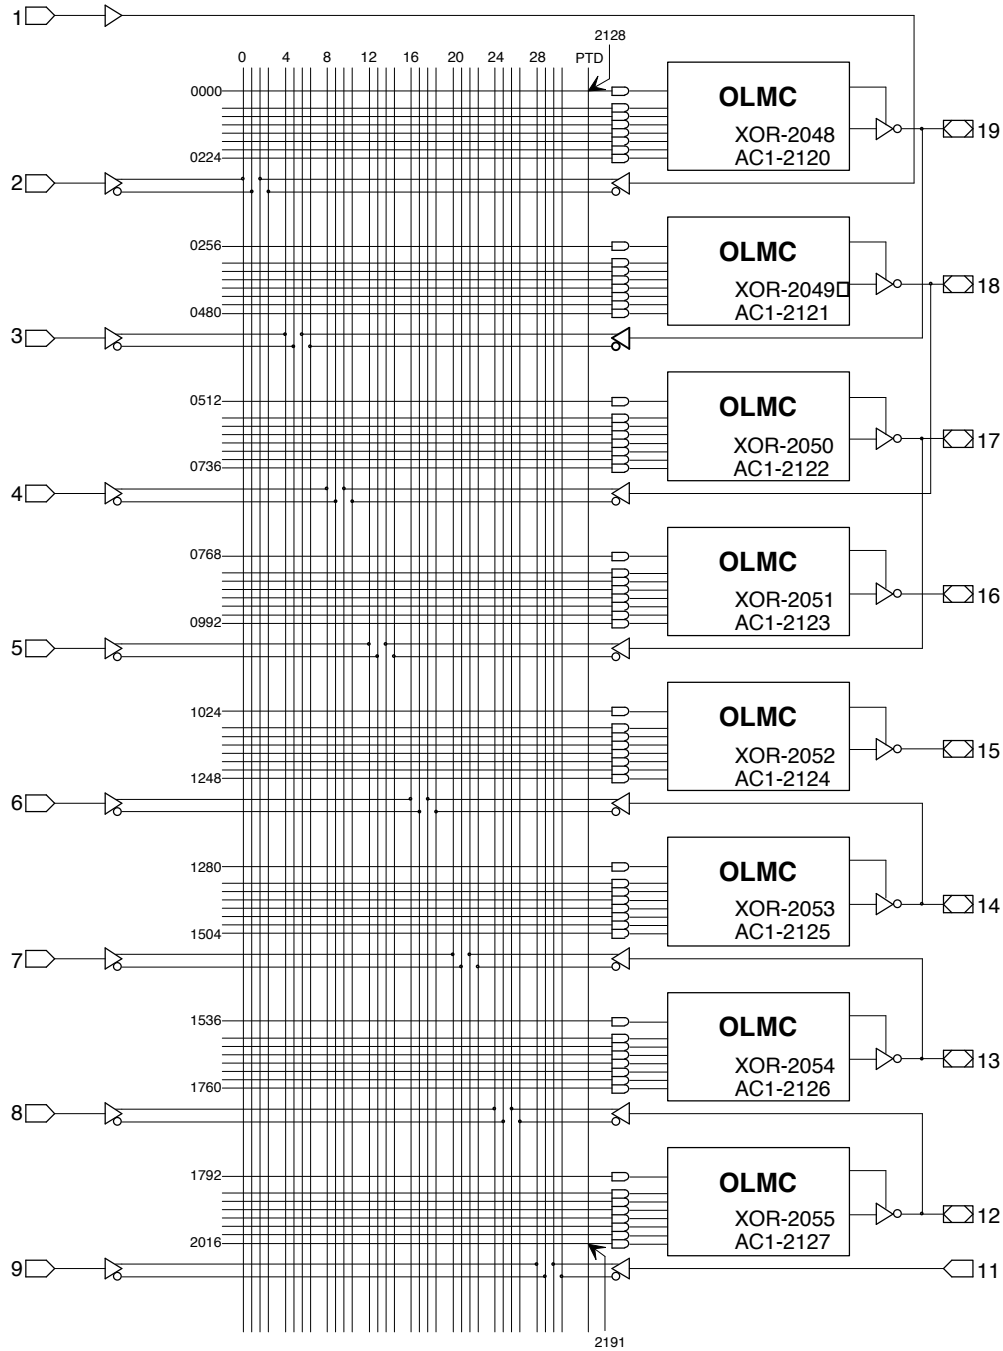 1
2128
0 4 8 12 16 20 24 28 PTD
0000
OLMC
XOR-2048
AC1-2120
19
0224
2
0256
OLMC
XOR-2049
AC1-2121
18
0480
3
0512
OLMC
XOR-2050
AC1-2122
17
0736
4
0768
OLMC
XOR-2051
AC1-2123
16
0992
5
1024
OLMC
XOR-2052
AC1-2124
15
1248
6
1280
OLMC
XOR-2053
AC1-2125
14
1504
7
1536
OLMC
XOR-2054
AC1-2126
13
1760
8
1792
OLMC
XOR-2055
AC1-2127
12
2016
9
11
2191